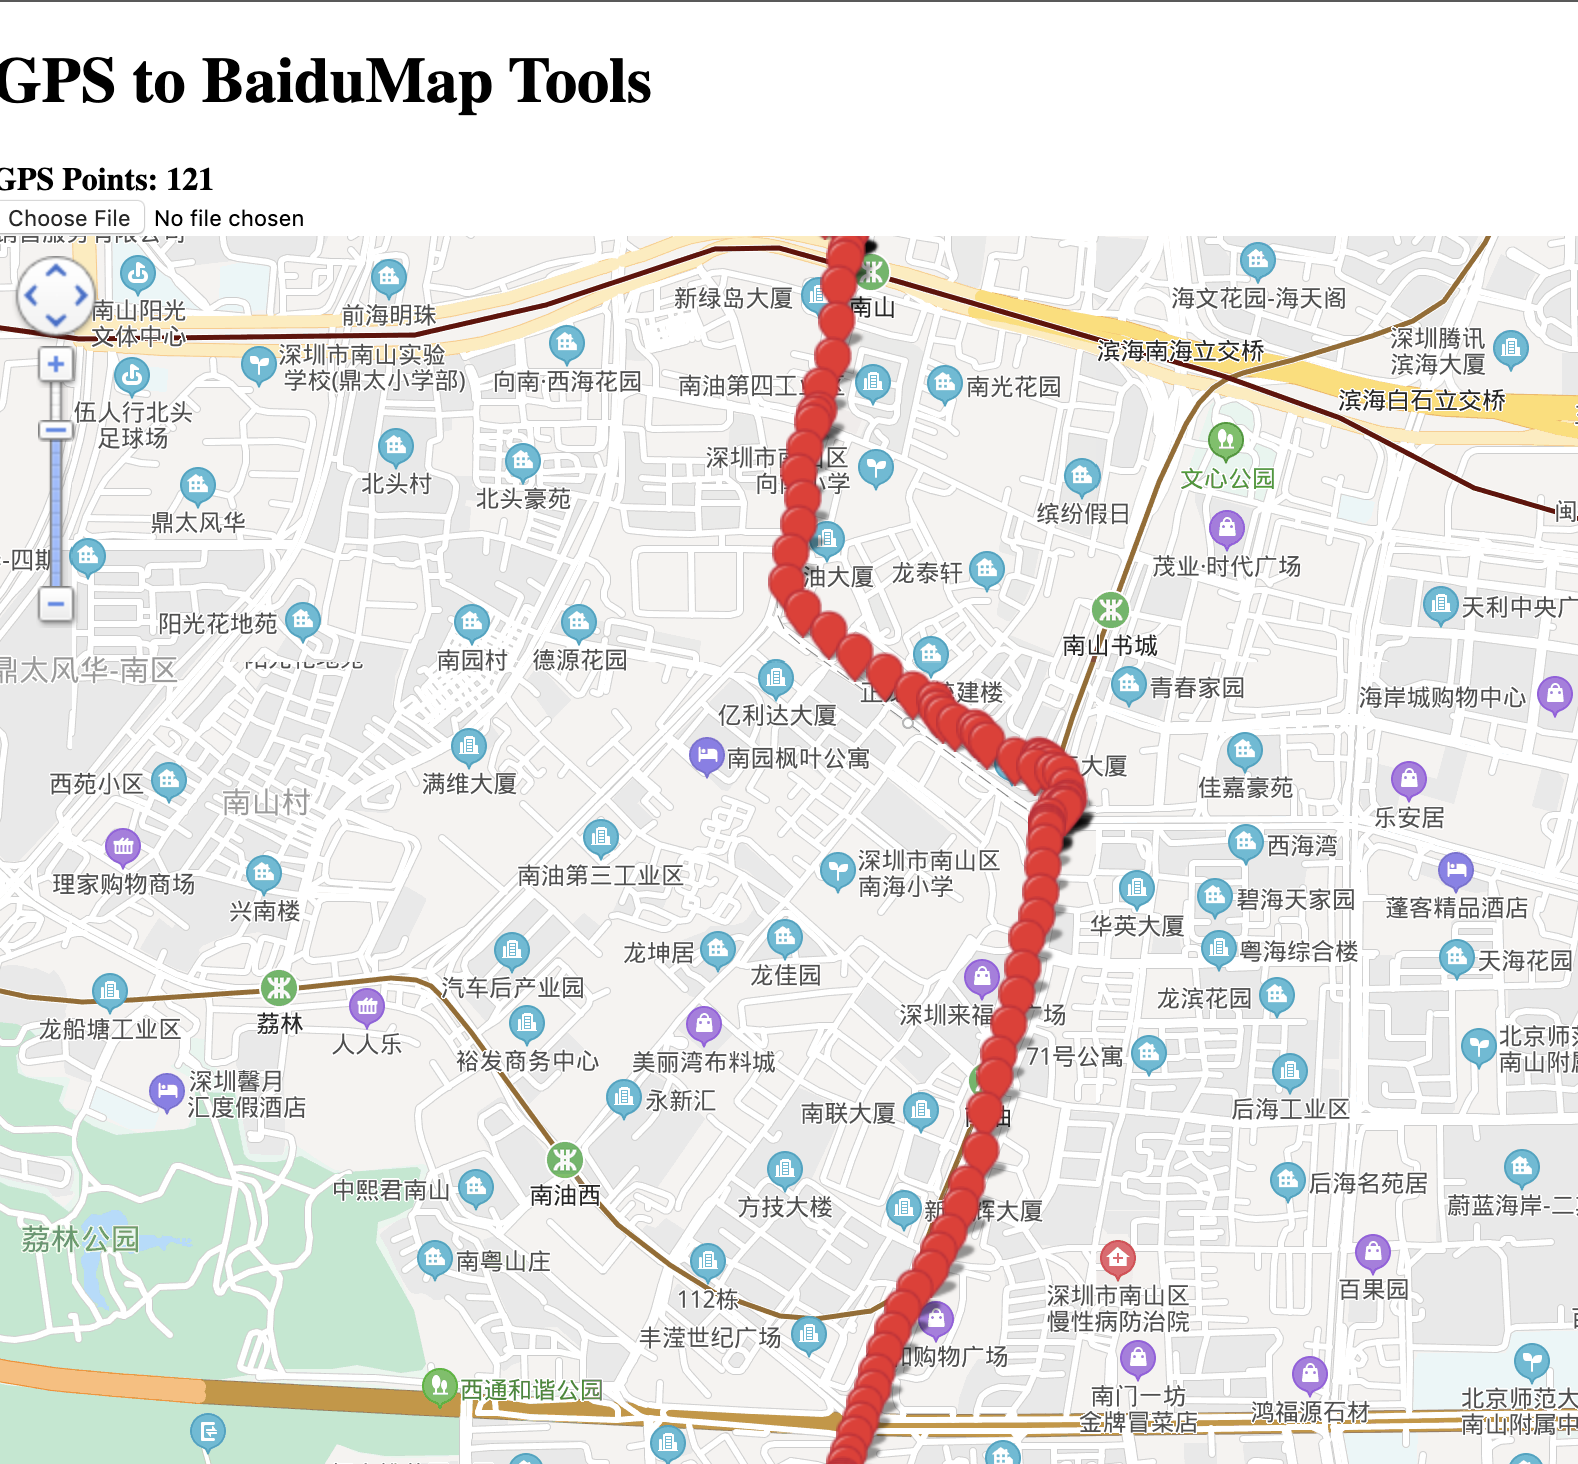 GPS to BaiduMap Tools
GPS Points: 121
Choose File No file chosen
南山阳光
文体中心
前海明珠
新绿岛大厦
南山
海文花园-海天阁
深圳腾讯
滨海大厦
滨海南海立交桥
深圳市南山实验
学校(鼎太小学部)
向南·西海花园
南油第四工业区
南光花园
滨海白石立交桥
伍人行北头
足球场
北头村
北头豪苑
深圳市南山区
向南小学
缤纷假日
文心公园
鼎太风华
茂业·时代广场
油大厦
龙泰轩
天利中央广
阳光花地苑
南园村
德源花园
南山书城
鼎太风华-南区
青春家园
海岸城购物中心
建楼
亿利达大厦
南园枫叶公寓
大厦
西苑小区
满维大厦
佳嘉豪苑
南山村
乐安居
西海湾
理家购物商场
兴南楼
南油第三工业区
深圳市南山区
南海小学
碧海天家园
蓬客精品酒店
华英大厦
龙坤居
龙佳园
粤海综合楼
天海花园
汽车后产业园
龙滨花园
荔林
龙船塘工业区
人人乐
深圳来福
广场
裕发商务中心
美丽湾布料城
71号公寓
北京师范
南山附属
深圳馨月
汇度假酒店
永新汇
南联大厦
南油
后海工业区
中熙君南山
南油西
方技大楼
后海名苑居
蔚蓝海岸-二
新
辉大厦
荔林公园
南粤山庄
112栋
深圳市南山区
慢性病防治院
百果园
丰滢世纪广场
购物广场
西通和谐公园
南门一坊
金牌冒菜店
鸿福源石材
北京师范大
南山附属中